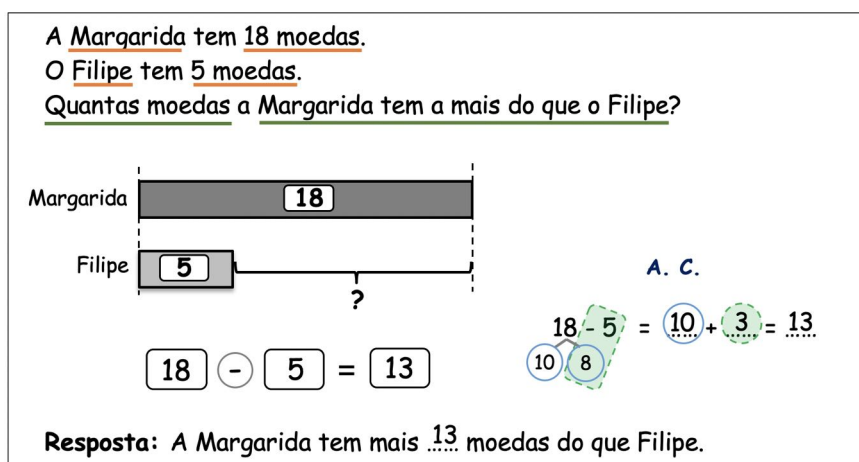 A Margarida tem 18 moedas.
O Filipe tem 5 moedas.
Quantas moedas a Margarida tem a mais do que o Filipe?
Margarida 18
Filipe 5
?
A. C.
18 - 5 = 10 + 3 = 13
10 8
18 - 5 = 13
Resposta: A Margarida tem mais 13 moedas do que Filipe.